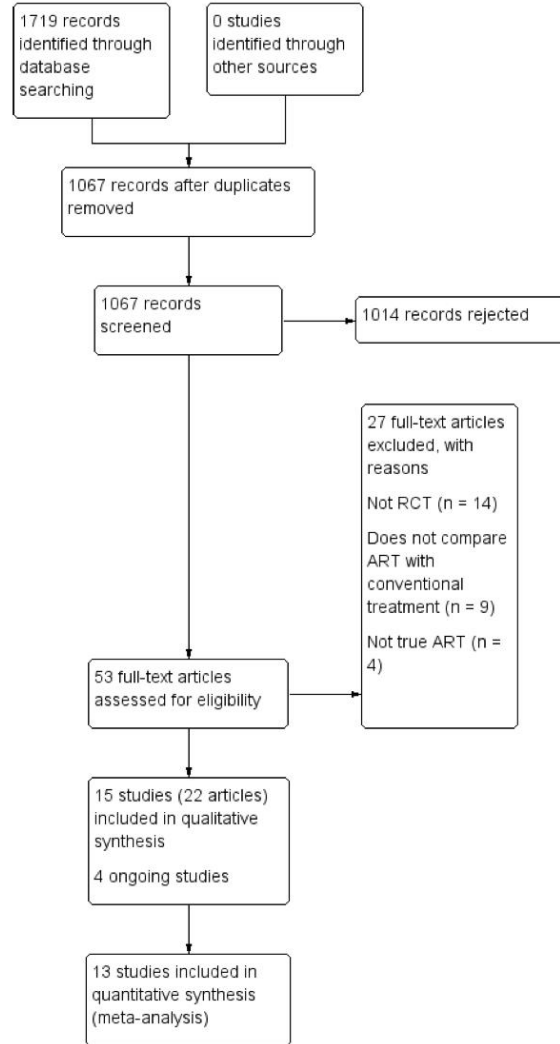 1719 records
identified through
database
searching
0 studies
identified through
other sources
1067 records after duplicates
removed
1067 records
screened
1014 records rejected
27 full-text articles
excluded, with
reasons
Not RCT (n = 14)
Does not compare
ART with
conventional
treatment (n = 9)
Not true ART (n =
4)
53 full-text articles
assessed for eligibility
15 studies (22 articles)
included in qualitative
synthesis
4 ongoing studies
13 studies included in
quantitative synthesis
(meta-analysis)